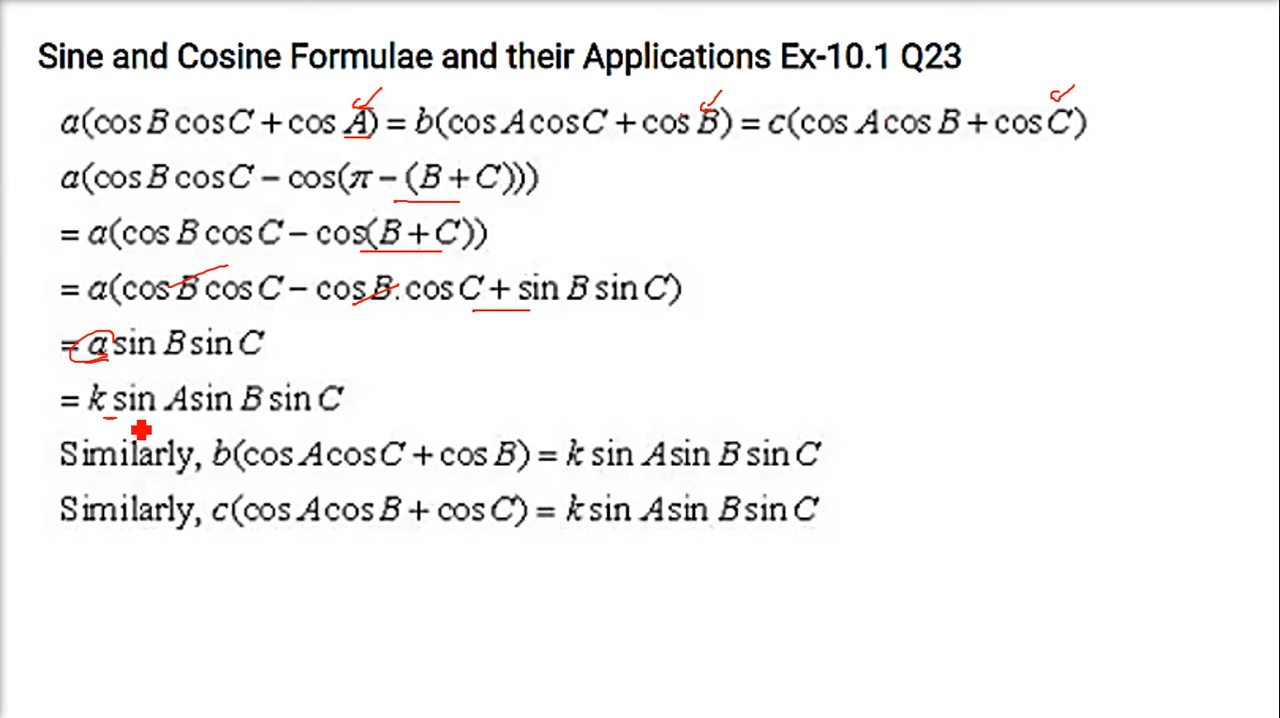 Sine and Cosine Formulae and their Applications Ex-10.1 Q23
a(cos B cos C + cos A) = b(cos A cos C + cos B) = c(cos A cos B + cos C)
a(cos B cos C − cos(π − (B + C)))
= a(cos B cos C − cos(B + C))
= a(cos B cos C − cos B. cos C + sin B sin C)
= a sin B sin C
= k sin A sin B sin C
Similarly, b(cos A cos C + cos B) = k sin A sin B sin C
Similarly, c(cos A cos B + cos C) = k sin A sin B sin C